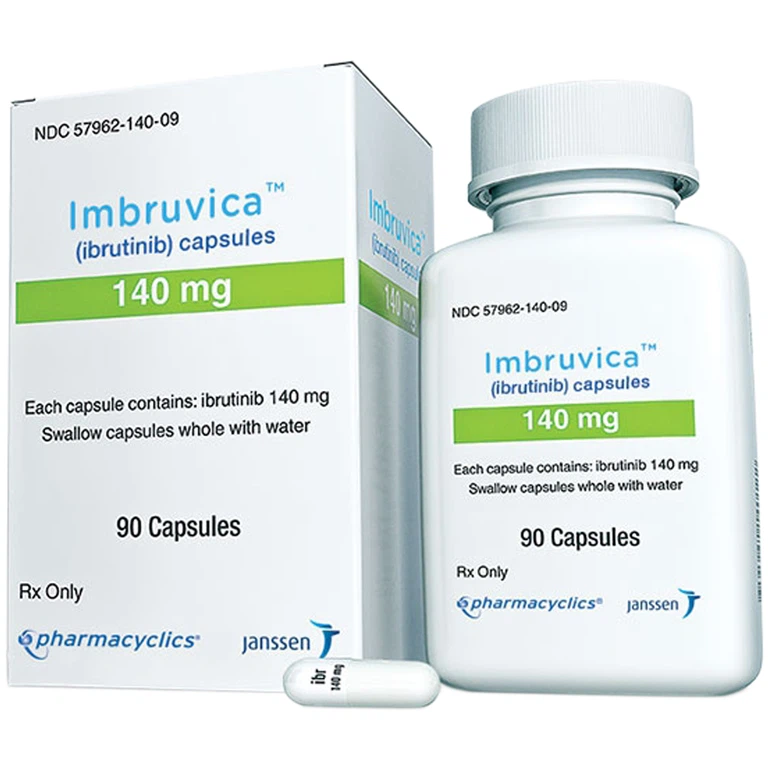 NDC 57962-140-09
Imbruvica™
(ibrutinib) capsules
140 mg
Each capsule contains: ibrutinib 140 mg
Swallow capsules whole with water
90 Capsules
Rx Only
pharmacyclics®
janssen
Imbruvica™
(ibrutinib) capsules
140 mg
ibr
140 mg
NDC 57962-140-09
Imbruvica™
(ibrutinib) capsules
140 mg
Each capsule contains: ibrutinib 140 mg
Swallow capsules whole with water
90 Capsules
Rx Only
pharmacyclics®
janssen